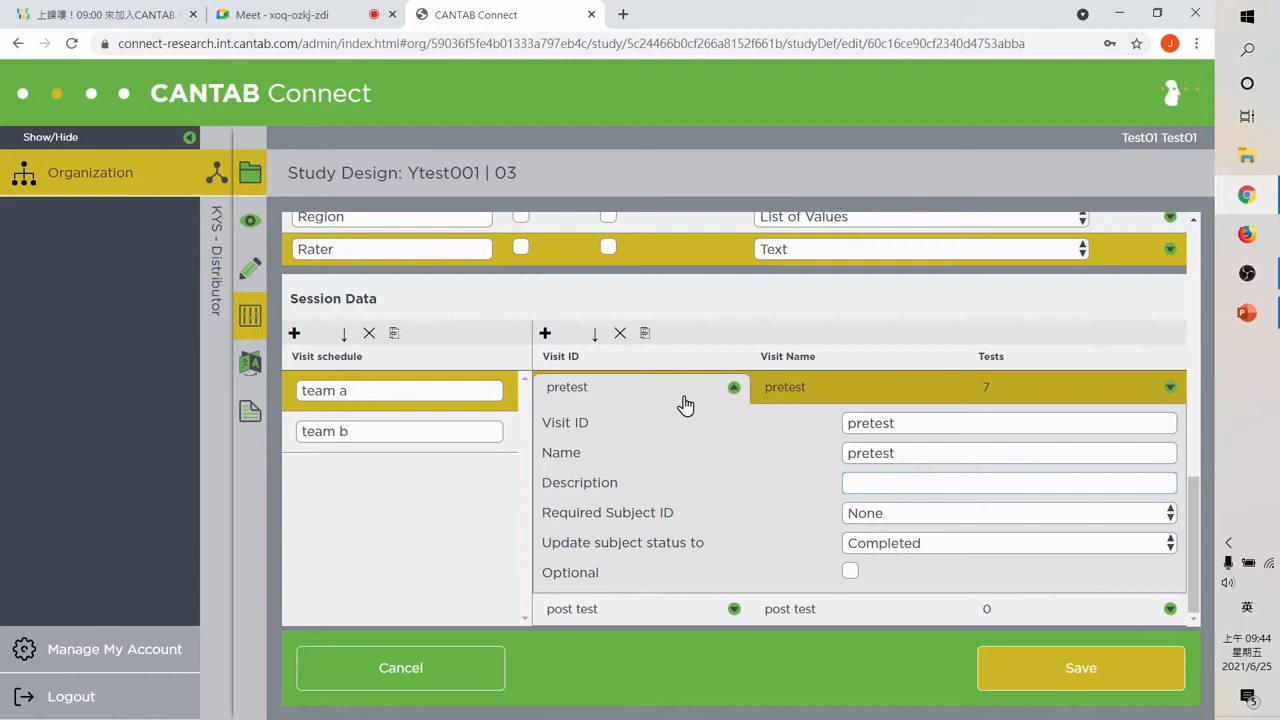 上課嘍！09:00 來加入CANTAB
Meet - xoq-ozkj-zdi
CANTAB Connect
connect-research.int.cantab.com/admin/index.html#org/59036f5fe4b01333a797eb4c/study/5c24466b0cf266a8152f661b/studyDef/edit/60c16ce90cf2340d4753abba
J
CANTAB Connect
Show/Hide
Test01 Test01
Organization
Study Design: Ytest001 | 03
KYS - Distributor
Region
List of Values
Rater
Text
Session Data
Visit schedule
Visit ID
Visit Name
Tests
team a
pretest
pretest
7
team b
Visit ID
pretest
Name
pretest
Description
Required Subject ID
None
Update subject status to
Completed
Optional
post test
post test
0
Manage My Account
Logout
Cancel
Save
英
上午 09:44
星期五
2021/6/25
5